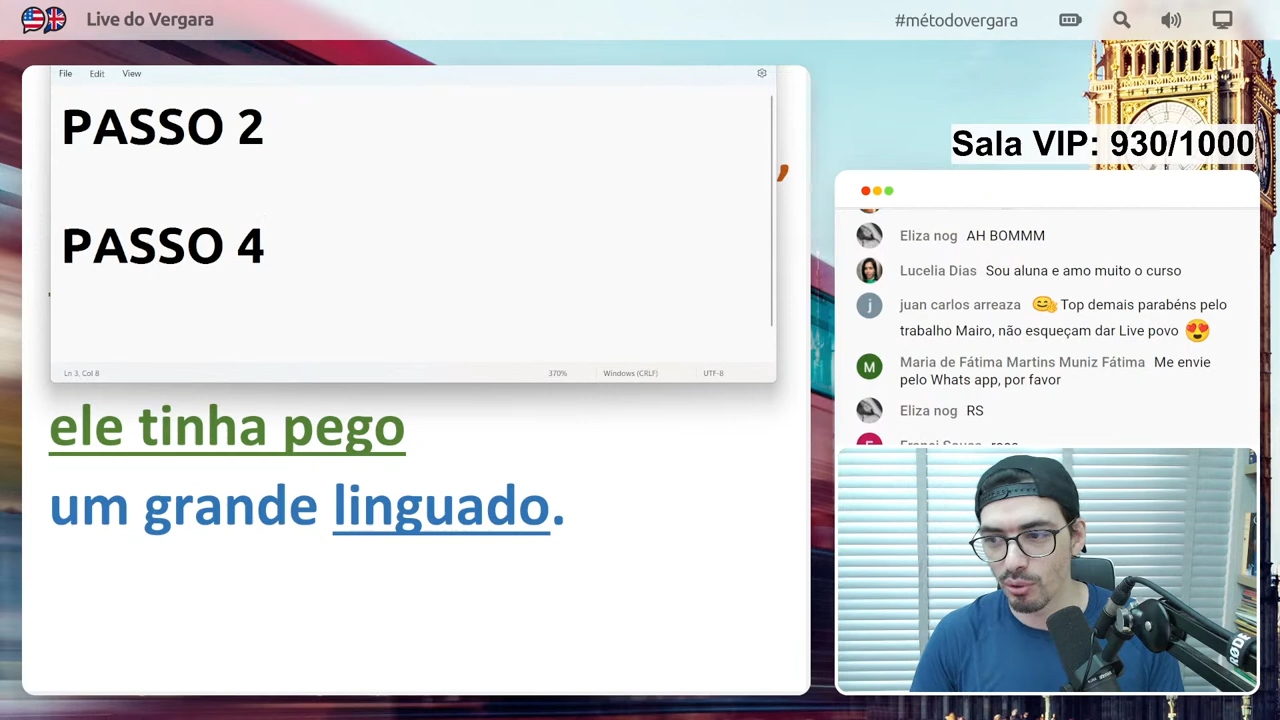 Live do Vergara
#métodovergara
File Edit View
PASSO 2
PASSO 4
Ln 3, Col 8 370% Windows (CRLF) UTF-8
,
ele tinha pego
um grande linguado.
Sala VIP: 930/1000
Eliza nog AH BOMMM
Lucelia Dias Sou aluna e amo muito o curso
j
juan carlos arreaza Top demais parabéns pelo
trabalho Mairo, não esqueçam dar Live povo
M
Maria de Fátima Martins Muniz Fátima Me envie
pelo Whats app, por favor
Eliza nog RS
RØDE